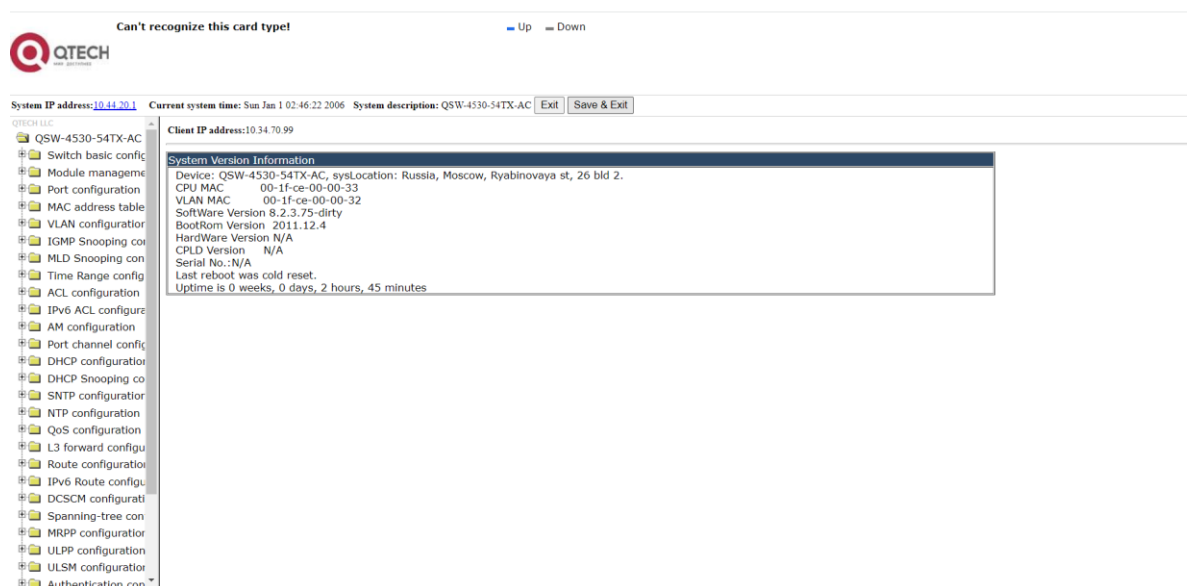 Can't recognize this card type!
Up Down
QTECH
System IP address:10.44.20.1 Current system time: Sun Jan 1 02:46:22 2006 System description: QSW-4530-54TX-AC Exit Save & Exit
QTECH LLC
QSW-4530-54TX-AC
Switch basic config
Module manageme
Port configuration
MAC address table
VLAN configuration
IGMP Snooping con
MLD Snooping con
Time Range config
ACL configuration
IPv6 ACL configura
AM configuration
Port channel config
DHCP configuration
DHCP Snooping co
SNTP configuration
NTP configuration
QoS configuration
L3 forward configu
Route configuration
IPv6 Route configu
DCSCM configurati
Spanning-tree con
MRPP configuration
ULPP configuration
ULSM configuration
Authentication con
Client IP address:10.34.70.99
System Version Information
Device: QSW-4530-54TX-AC, sysLocation: Russia, Moscow, Ryabinovaya st, 26 bld 2.
CPU MAC 00-1f-ce-00-00-33
VLAN MAC 00-1f-ce-00-00-32
SoftWare Version 8.2.3.75-dirty
BootRom Version 2011.12.4
HardWare Version N/A
CPLD Version N/A
Serial No.:N/A
Last reboot was cold reset.
Uptime is 0 weeks, 0 days, 2 hours, 45 minutes